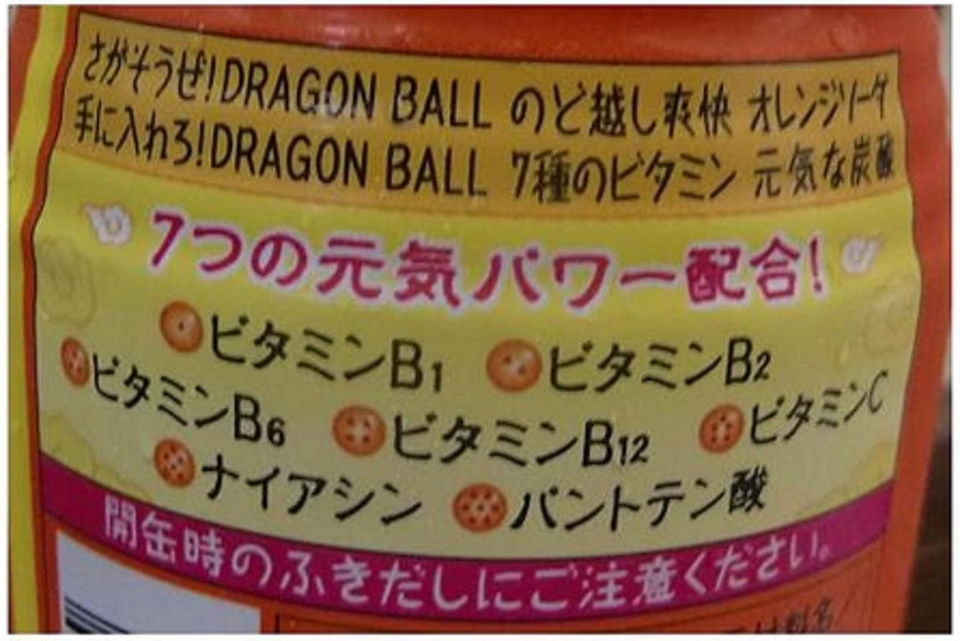 さがそうぜ!DRAGON BALL のど越し爽快 オレンジソーダ
手に入れろ!DRAGON BALL 7種のビタミン 元気な炭酸
7つの元気パワー配合!
ビタミンB1 ビタミンB2
ビタミンB6 ビタミンB12 ビタミンC
ナイアシン パントテン酸
開缶時のふきだしにご注意ください。